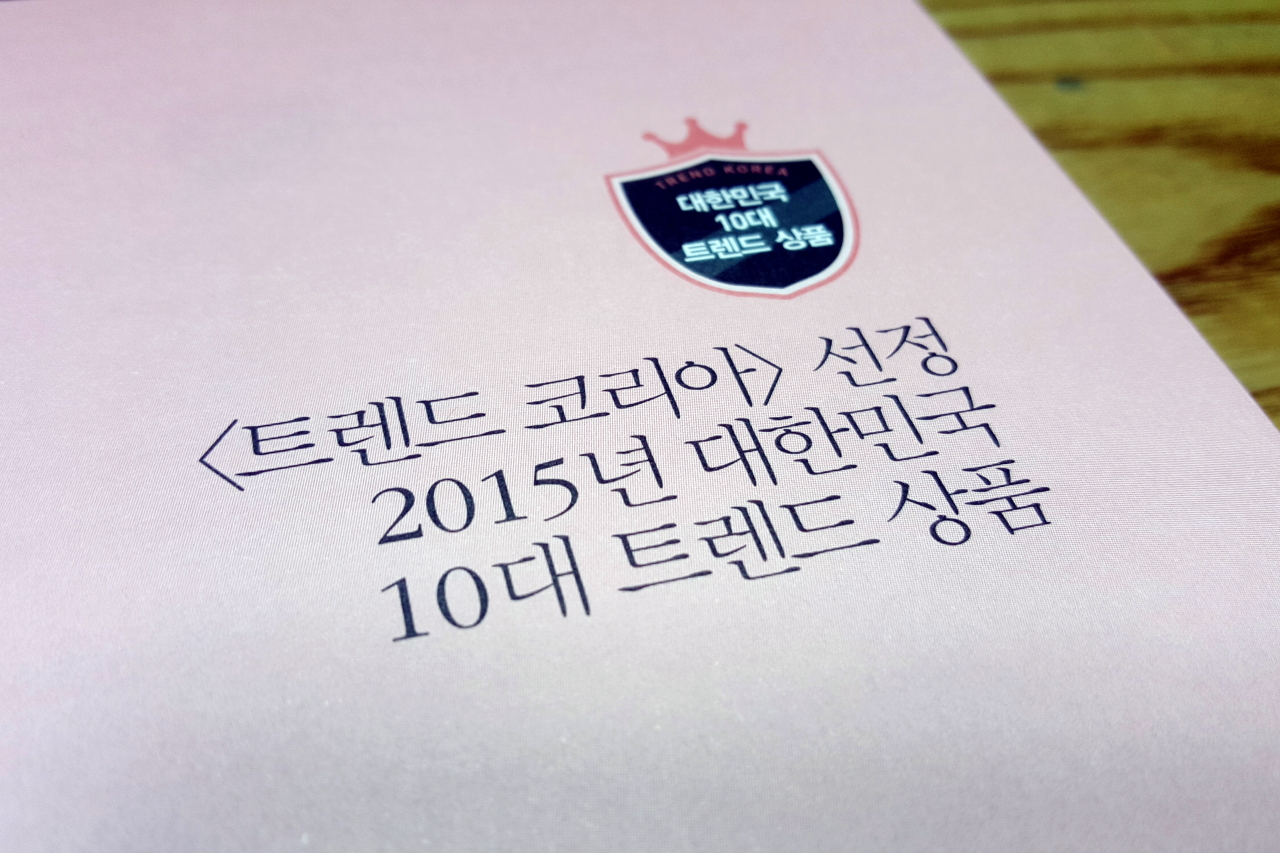 TREND KOREA
대한민국
10대
트렌드 상품
〈트렌드 코리아〉 선정
2015년 대한민국
10대 트렌드 상품